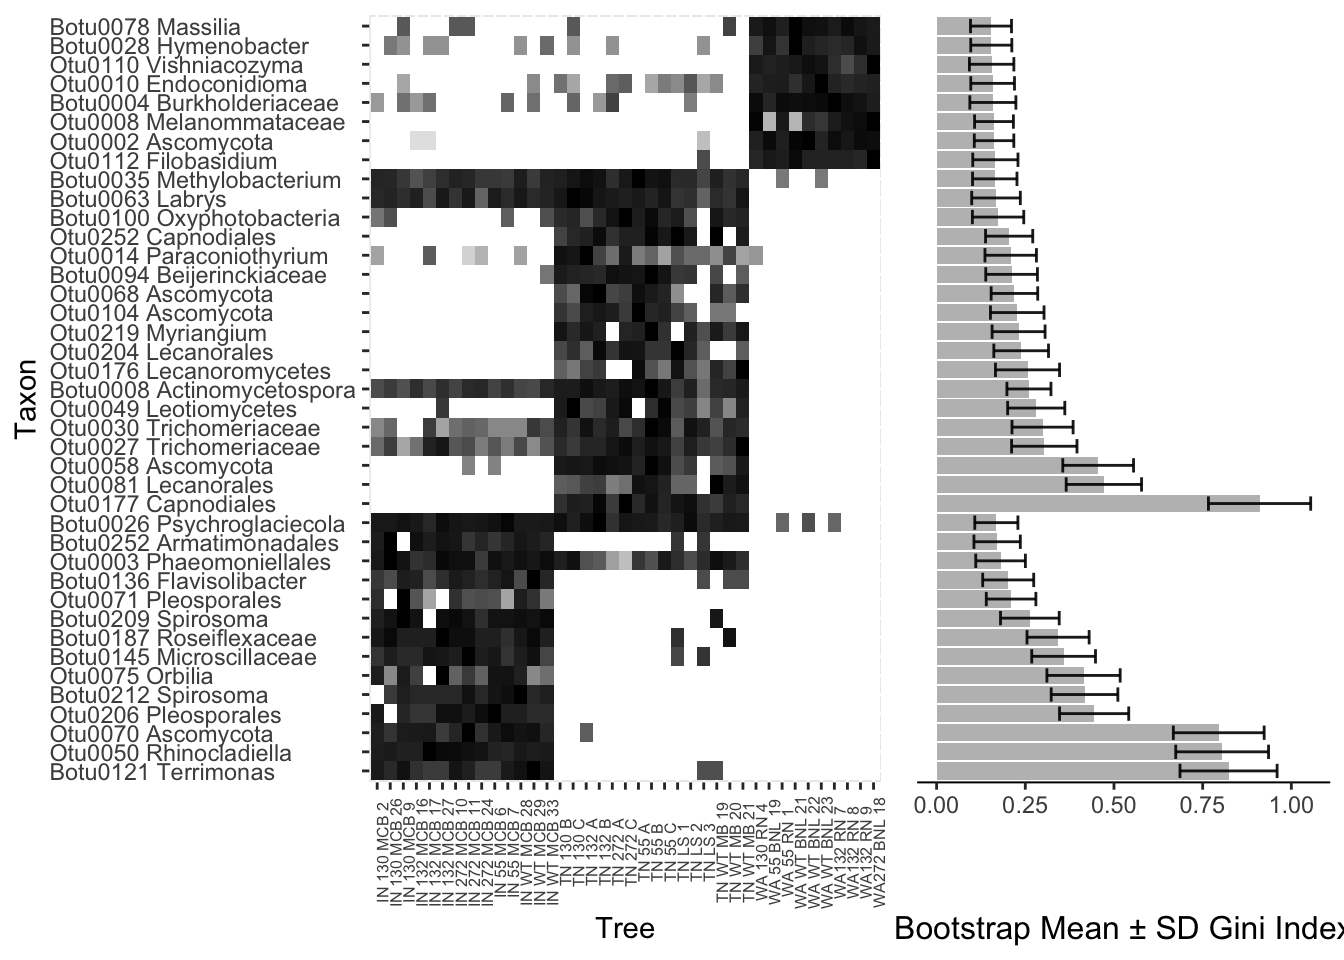 Botu0078 Massilia
Botu0028 Hymenobacter
Otu0110 Vishniacozyma
Otu0010 Endoconidioma
Botu0004 Burkholderiaceae
Otu0008 Melanommataceae
Otu0002 Ascomycota
Otu0112 Filobasidium
Botu0035 Methylobacterium
Botu0063 Labrys
Botu0100 Oxyphotobacteria
Otu0252 Capnodiales
Otu0014 Paraconiothyrium
Botu0094 Beijerinckiaceae
Otu0068 Ascomycota
Otu0104 Ascomycota
Otu0219 Myriangium
Otu0204 Lecanorales
Otu0176 Lecanoromycetes
Botu0008 Actinomycetospora
Otu0049 Leotiomycetes
Otu0030 Trichomeriaceae
Otu0027 Trichomeriaceae
Otu0058 Ascomycota
Otu0081 Lecanorales
Otu0177 Capnodiales
Botu0026 Psychroglaciecola
Botu0252 Armatimonadales
Otu0003 Phaeomoniellales
Botu0136 Flavisolibacter
Otu0071 Pleosporales
Botu0209 Spirosoma
Botu0187 Roseiflexaceae
Botu0145 Microscillaceae
Otu0075 Orbilia
Botu0212 Spirosoma
Otu0206 Pleosporales
Otu0070 Ascomycota
Otu0050 Rhinocladiella
Botu0121 Terrimonas
Taxon
IN 130 MCB 2
IN 130 MCB 26
IN 130 MCB 9
IN 132 MCB 16
IN 132 MCB 17
IN 132 MCB 27
IN 272 MCB 10
IN 272 MCB 11
IN 272 MCB 24
IN 55 MCB 6
IN 55 MCB 7
IN WT MCB 28
IN WT MCB 29
IN WT MCB 33
TN 130 B
TN 130 C
TN 132 A
TN 132 B
TN 272 A
TN 272 C
TN 55 A
TN 55 B
TN 55 C
TN LS 1
TN LS 2
TN LS 3
TN WT MB 19
TN WT MB 20
TN WT MB 21
WA 130 RN 4
WA 55 BNL 19
WA 55 RN 1
WA WT BNL 21
WA WT BNL 22
WA WT BNL 23
WA132 RN 7
WA132 RN 8
WA132 RN 9
WA272 BNL 18
Tree
0.00 0.25 0.50 0.75 1.00
Bootstrap Mean ± SD Gini Index